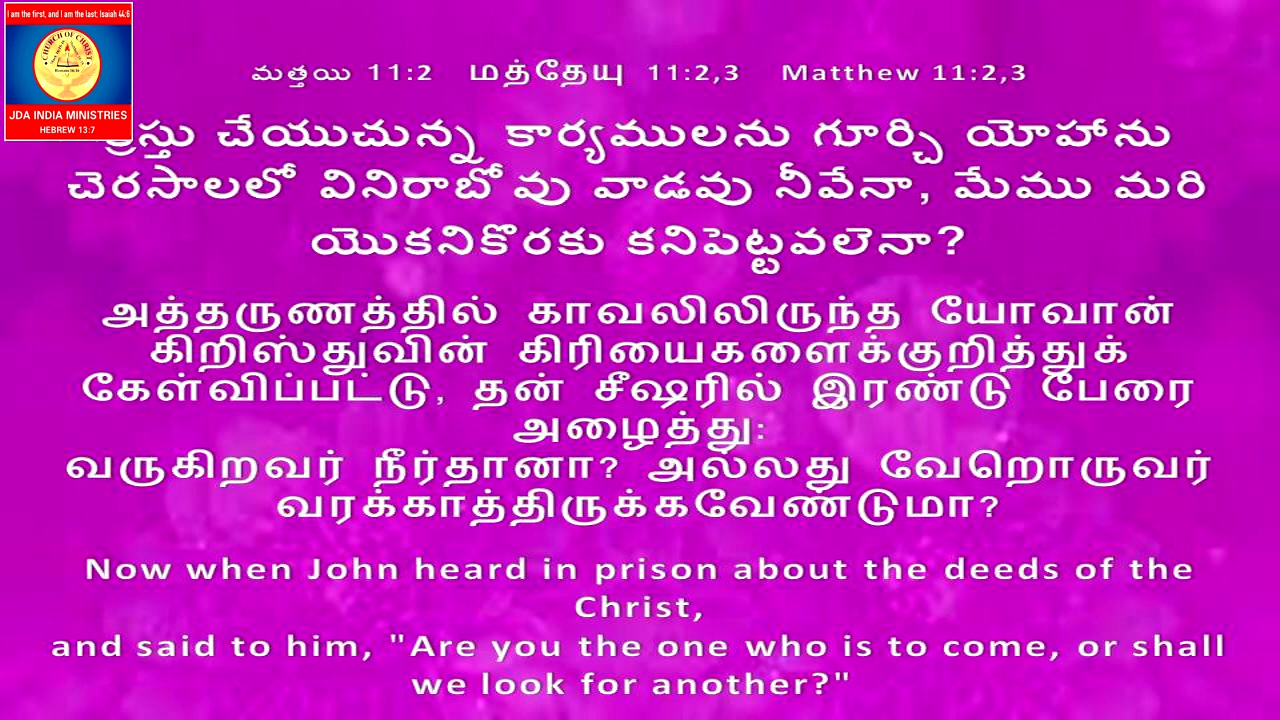 I am the first, and I am the last; Isaiah 44:6
CHURCH OF CHRIST
JDA INDIA MINISTRIES
HEBREW 13:7
మత్తయి 11:2 மத்தேயு 11:2,3 Matthew 11:2,3
చేయుచున్న కార్యములను గూర్చి యోహాను
చెరసాలలో వినిరాబోవు వాడవు నీవేనా, మేము మరి
యొకనికొరకు కనిపెట్టవలెనా?
அத்தருணத்தில் காவலிலிருந்த யோவான்
கிறிஸ்துவின் கிரியைகளைக்குறித்துக்
கேள்விப்பட்டு, தன் சீஷரில் இரண்டு பேரை
அழைத்து:
வருகிறவர் நீர்தானா? அல்லது வேறொருவர்
வரக்காத்திருக்கவேண்டுமா?
Now when John heard in prison about the deeds of the
Christ,
and said to him, "Are you the one who is to come, or shall
we look for another?"